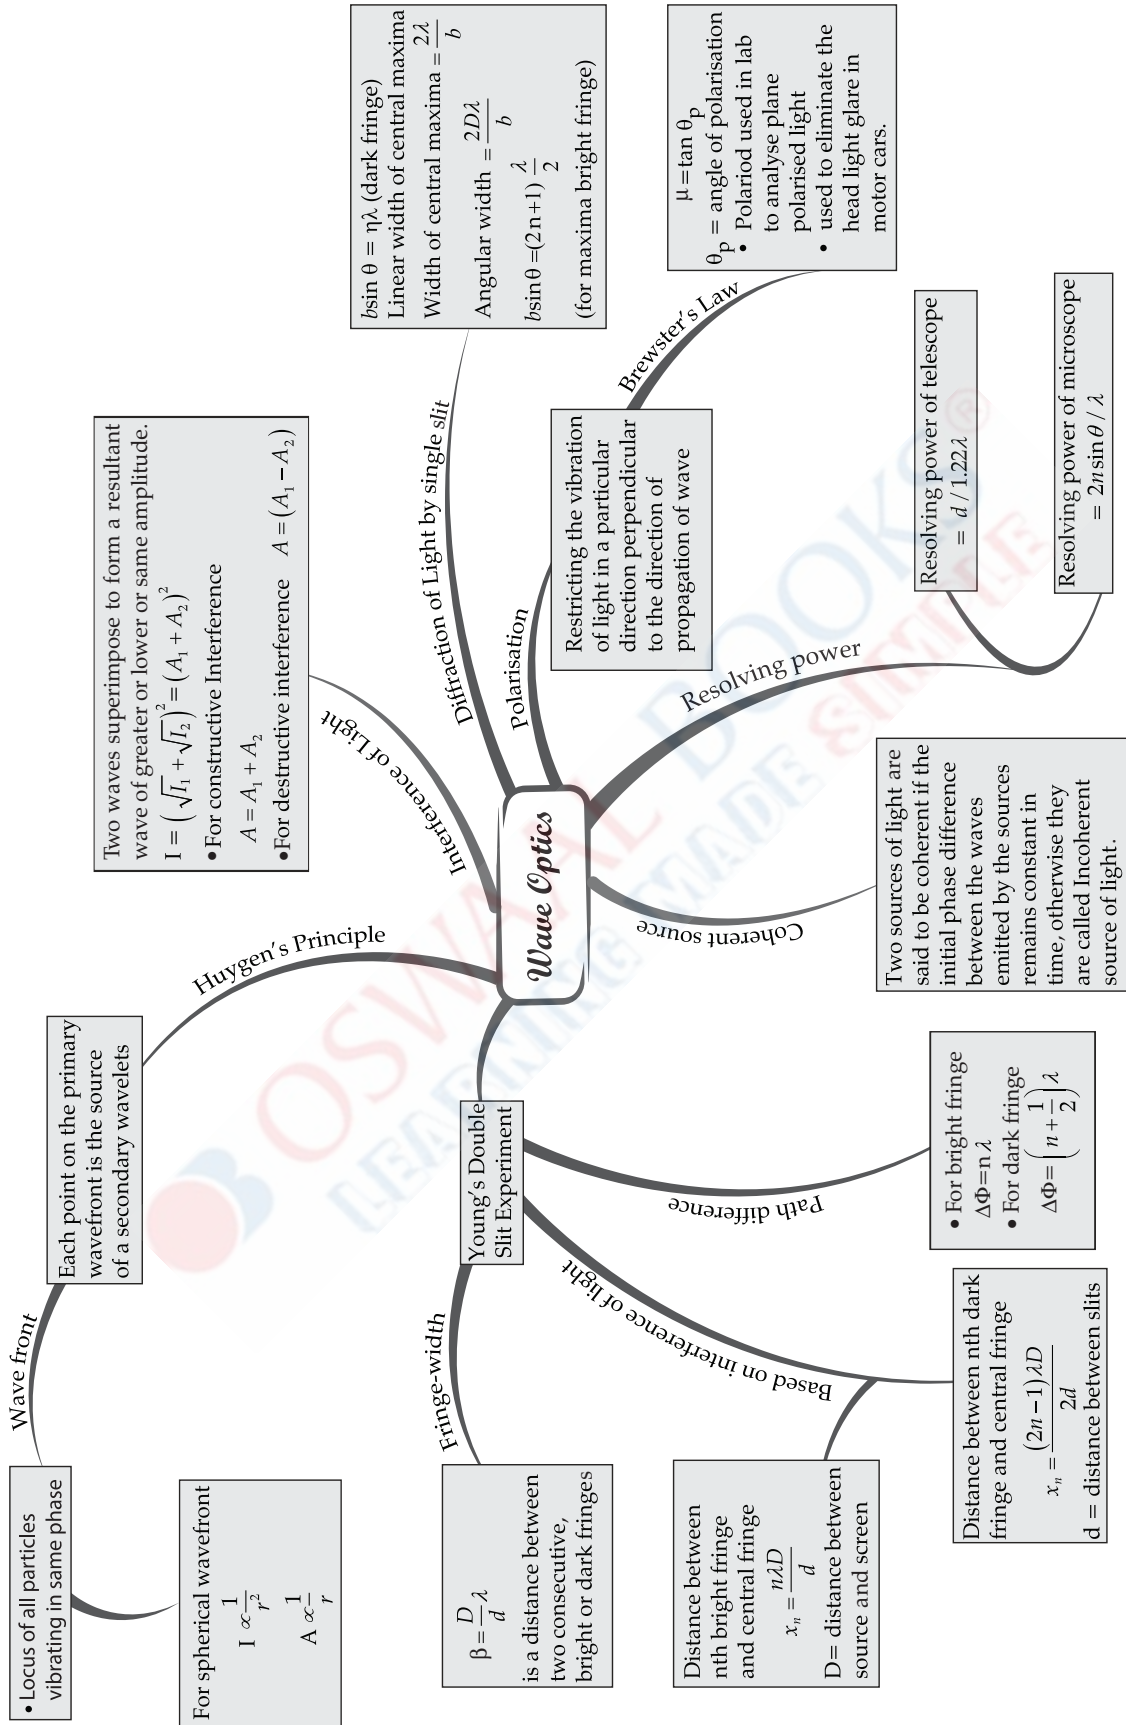 Wave Optics
Wave front
• Locus of all particles
vibrating in same phase
For spherical wavefront
I ∝ 1/r²
A ∝ 1/r
Huygen's Principle
Each point on the primary
wavefront is the source
of a secondary wavelets
Interference of Light
Two waves superimpose to form a resultant
wave of greater or lower or same amplitude.
I = (√I₁ + √I₂)² = (A₁ + A₂)²
•For constructive Interference
A = A₁ + A₂
•For destructive interference A = (A₁ − A₂)
Diffraction of Light by single slit
bsin θ = ηλ (dark fringe)
Linear width of central maxima
Width of central maxima = 2λ/b
Angular width = 2Dλ/b
bsin θ =(2n+1) λ/2
(for maxima bright fringe)
Polarisation
Restricting the vibration
of light in a particular
direction perpendicular
to the direction of
propagation of wave
Brewster's Law
μ=tan θp
θp = angle of polarisation
• Polariod used in lab
to analyse plane
polarised light
• used to eliminate the
head light glare in
motor cars.
Resolving power
Resolving power of telescope
= d / 1.22λ
Resolving power of microscope
= 2n sin θ / λ
Coherent source
Two sources of light are
said to be coherent if the
initial phase difference
between the waves
emitted by the sources
remains constant in
time, otherwise they
are called Incoherent
source of light.
Young's Double
Slit Experiment
Fringe-width
β = D/d λ
is a distance between
two consecutive,
bright or dark fringes
Based on interference of light
Distance between
nth bright fringe
and central fringe
xₙ = nλD/d
D= distance between
source and screen
Distance between nth dark
fringe and central fringe
xₙ = (2n−1)λD/2d
d = distance between slits
Path difference
• For bright fringe
ΔΦ=n λ
• For dark fringe
ΔΦ= (n + 1/2) λ
OSWAAL BOOKS®
LEARNING MADE SIMPLE